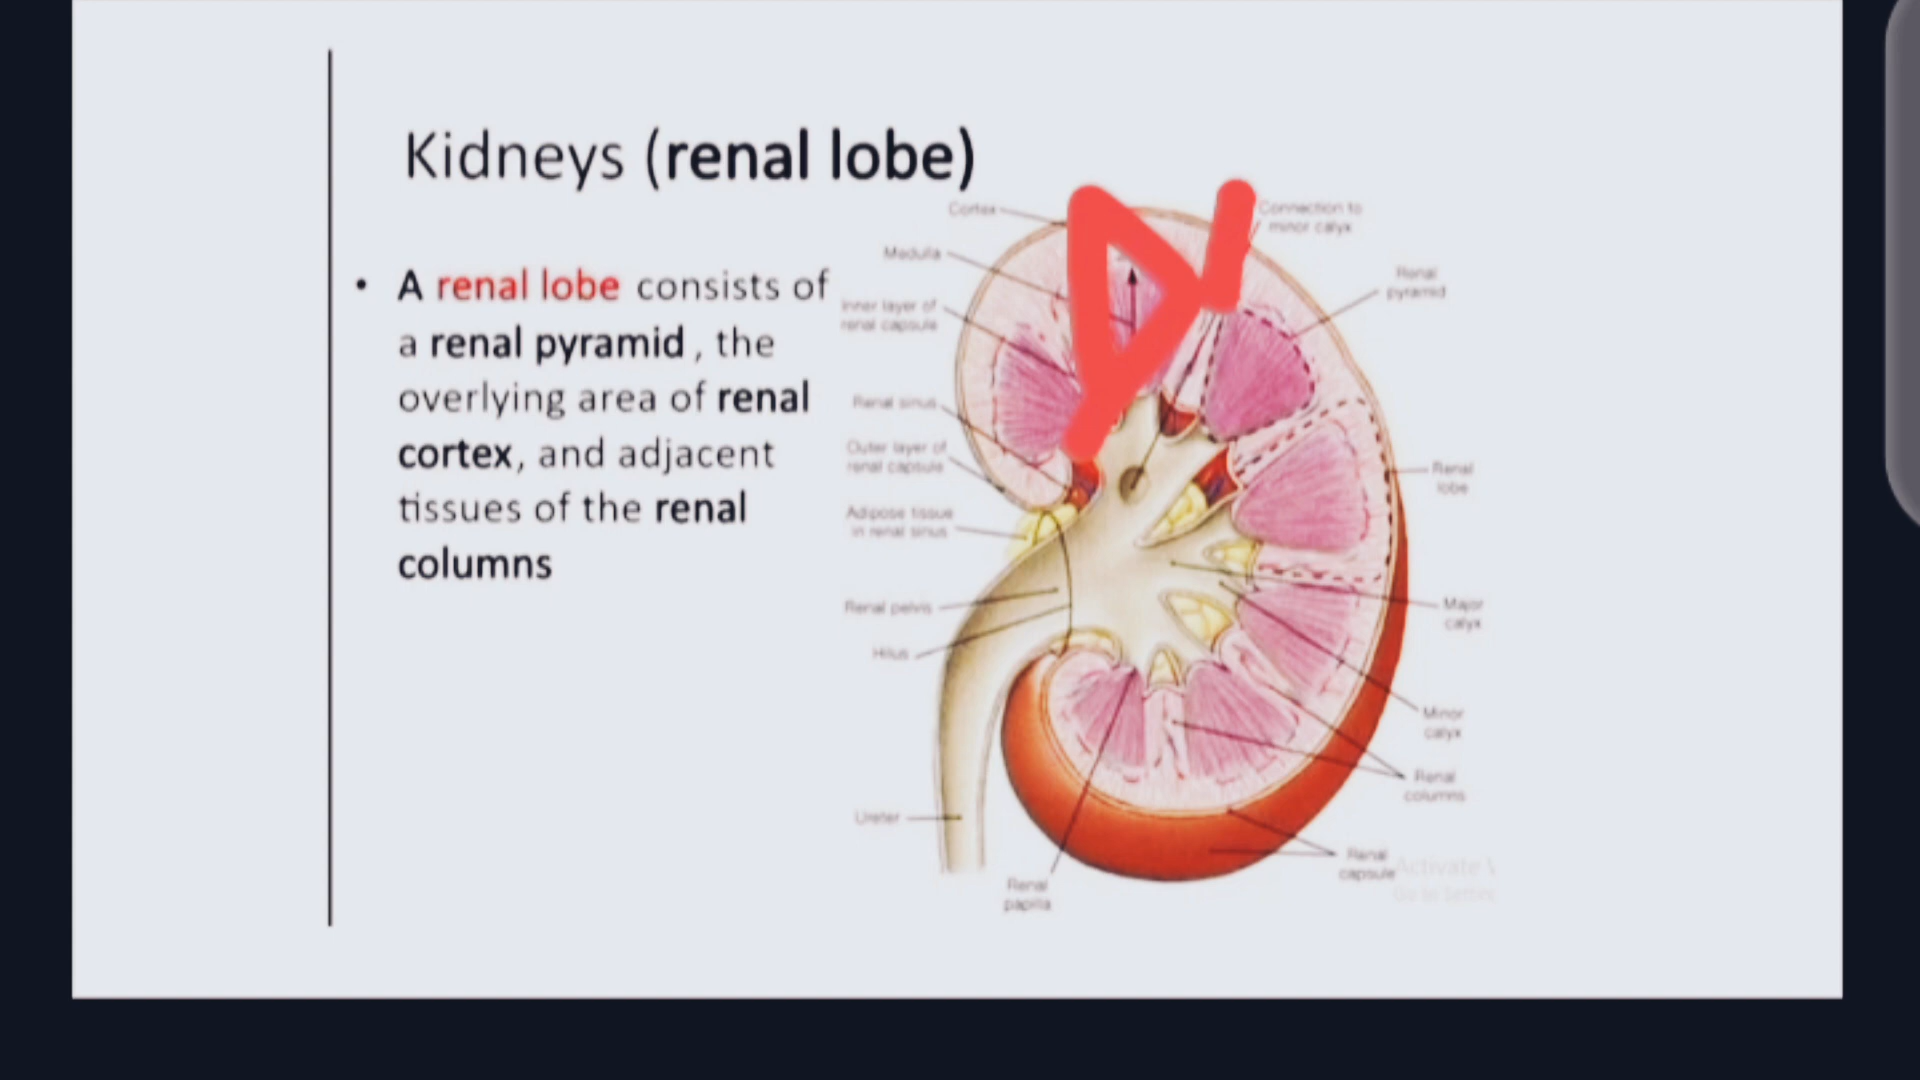 Kidneys (renal lobe)
• A renal lobe consists of
a renal pyramid , the
overlying area of renal
cortex, and adjacent
tissues of the renal
columns
Cortex
Medulla
Inner layer of
renal capsule
Renal sinus
Outer layer of
renal capsule
Adipose tissue
in renal sinus
Renal pelvis
Hilus
Ureter
Renal
papilla
Connection to
minor calyx
Renal
pyramid
Renal
lobe
Major
calyx
Minor
calyx
Renal
columns
Renal
capsule
Activate